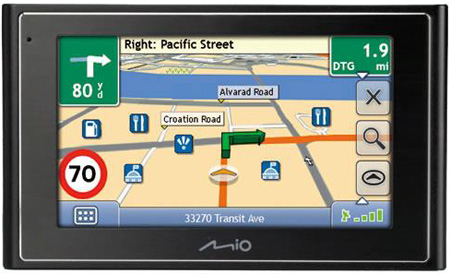 Right: Pacific Street
80 yd
1.9
DTG mi
Alvarad Road
Croation Road
70
33270 Transit Ave
Mio